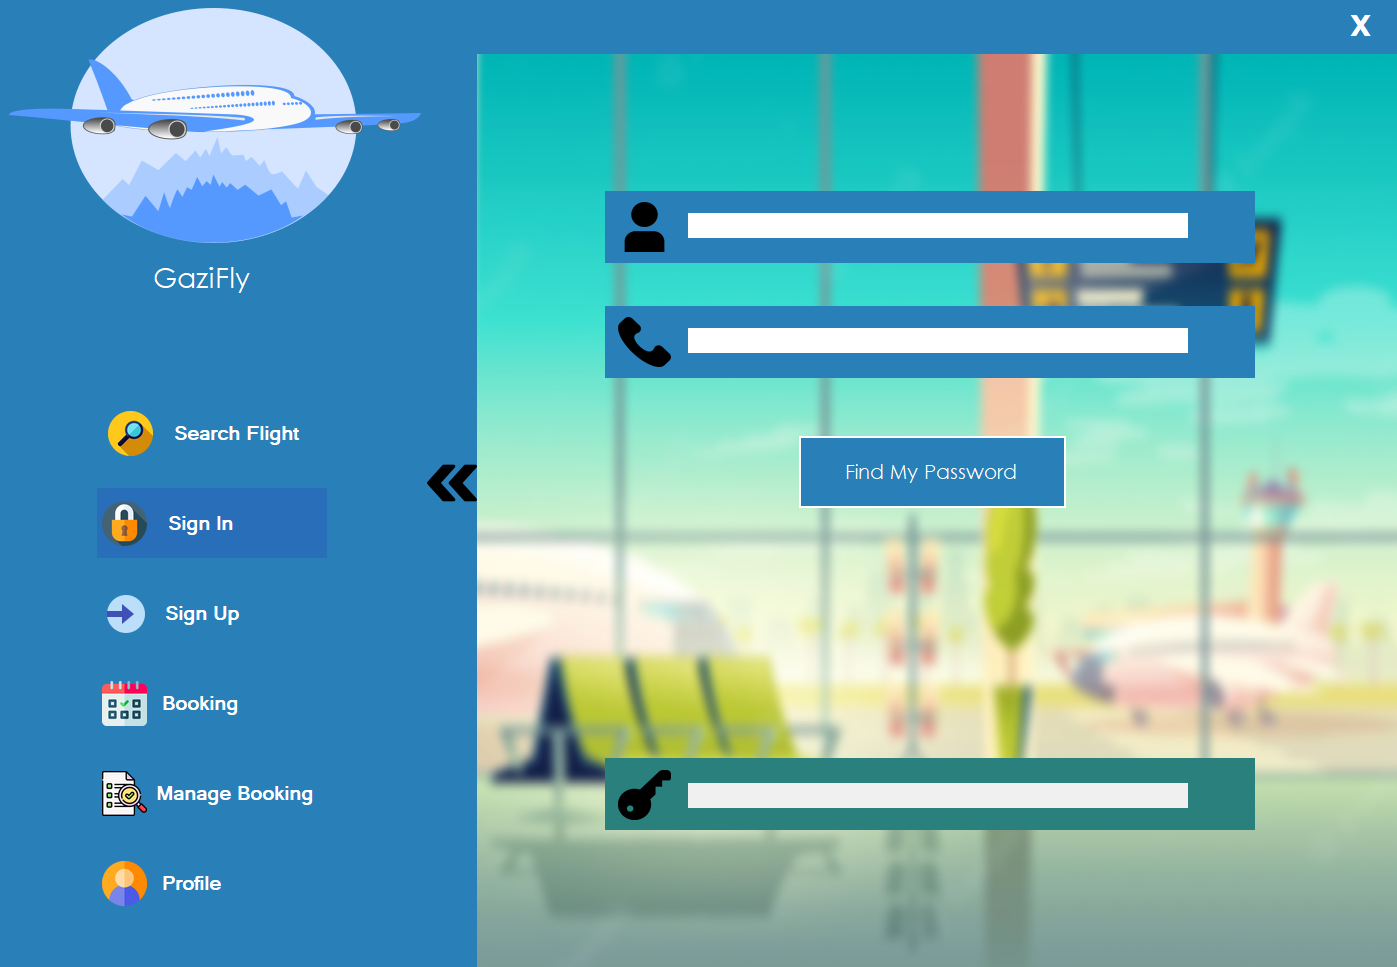 X
GaziFly
Search Flight
Sign In
Sign Up
Booking
Manage Booking
Profile
Find My Password